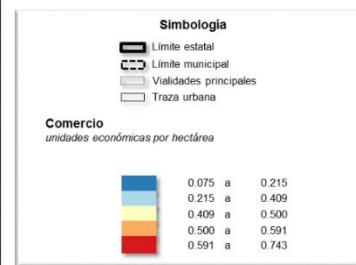 Simbología
Límite estatal
Límite municipal
Vialidades principales
Traza urbana
Comercio
unidades económicas por hectárea
0.075 a 0.215
0.215 a 0.409
0.409 a 0.500
0.500 a 0.591
0.591 a 0.743